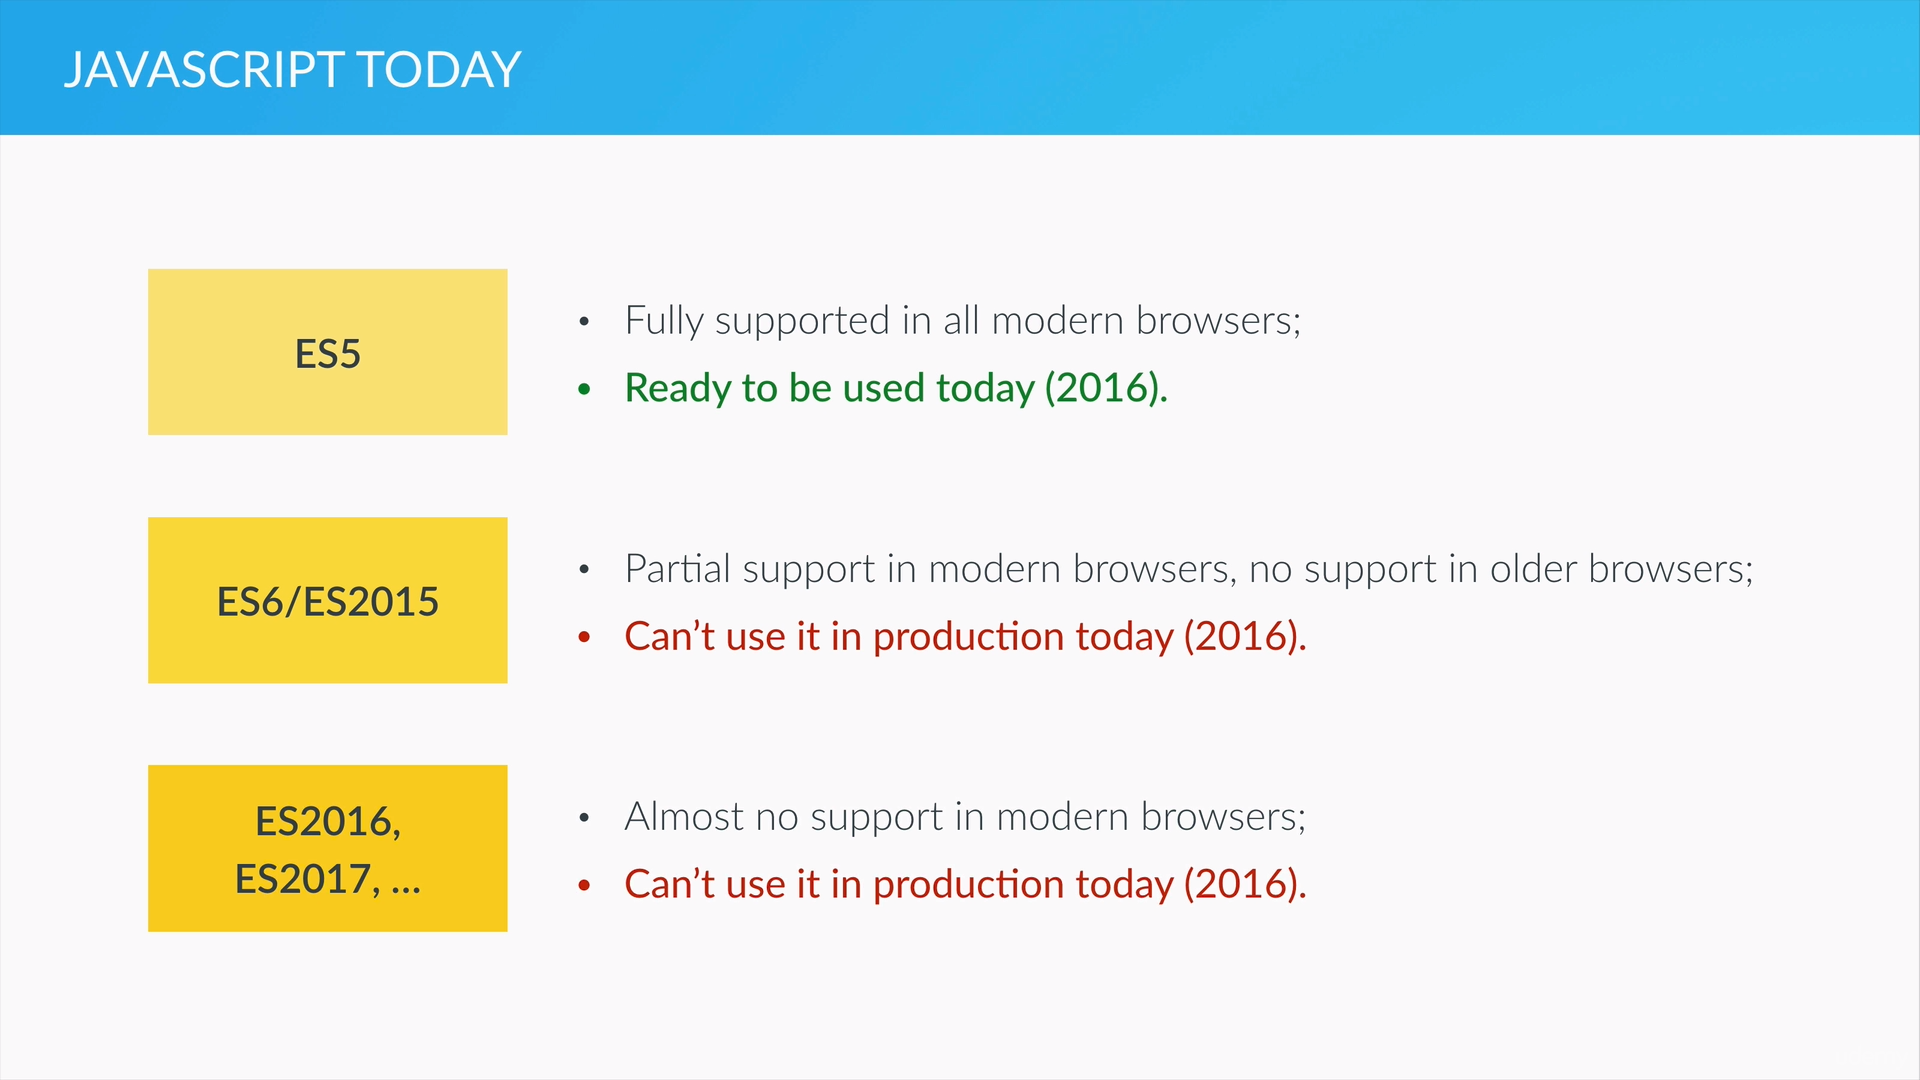 JAVASCRIPT TODAY
ES5
• Fully supported in all modern browsers;
• Ready to be used today (2016).
ES6/ES2015
• Partial support in modern browsers, no support in older browsers;
• Can’t use it in production today (2016).
ES2016,
ES2017, …
• Almost no support in modern browsers;
• Can’t use it in production today (2016).